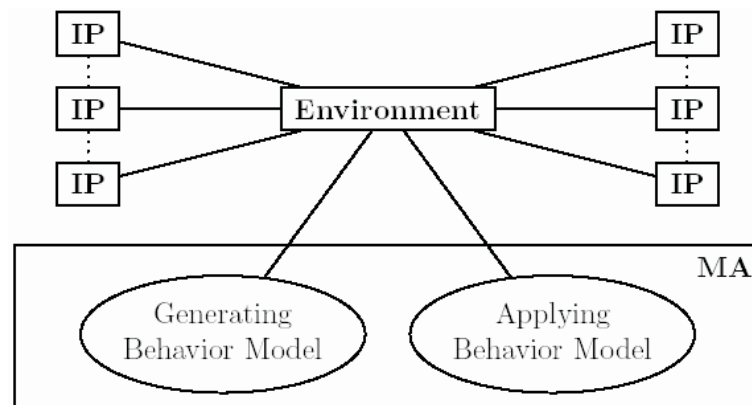 IP IP
Environment
IP IP
IP IP
MA
Generating Applying
Behavior Model Behavior Model